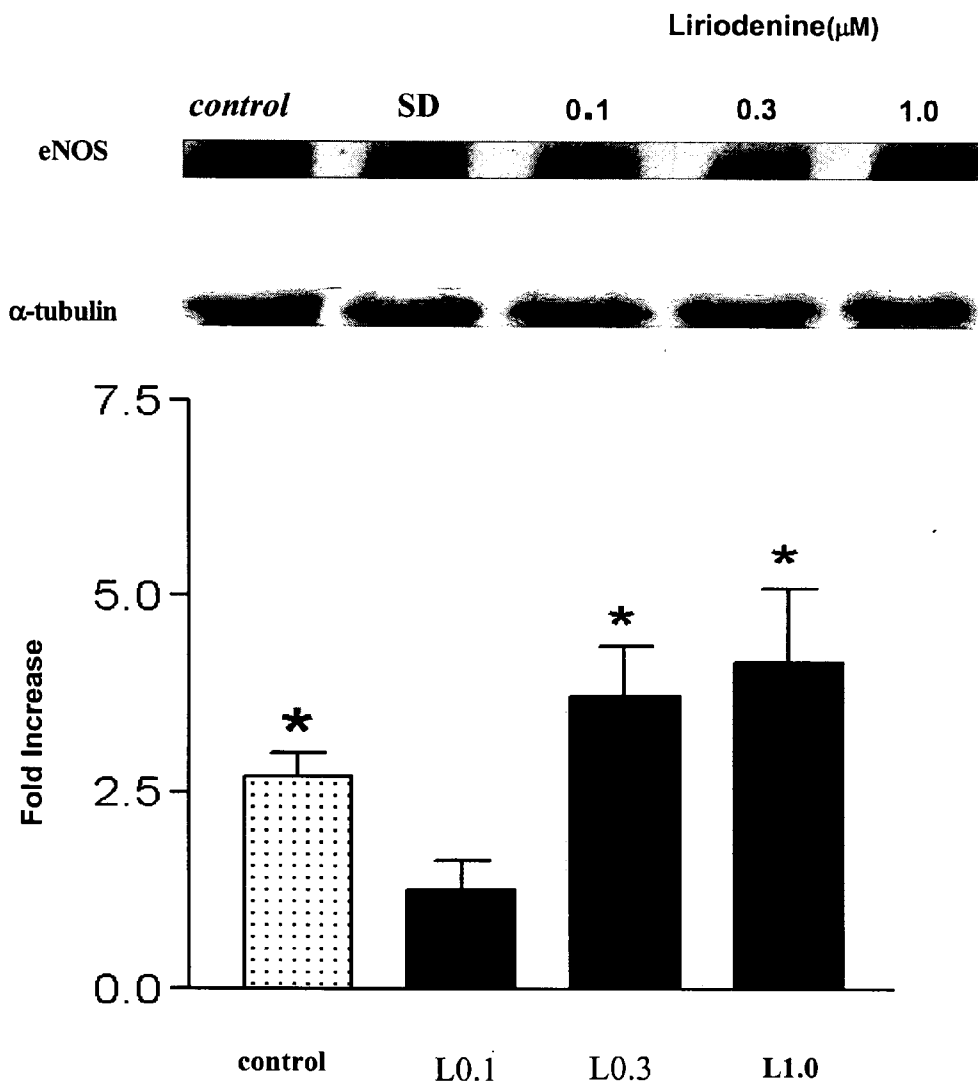 Liriodenine(μM)
control SD 0.1 0.3 1.0
eNOS
α-tubulin
7.5
5.0
2.5
0.0
Fold Increase
* * * *
control L0.1 L0.3 L1.0